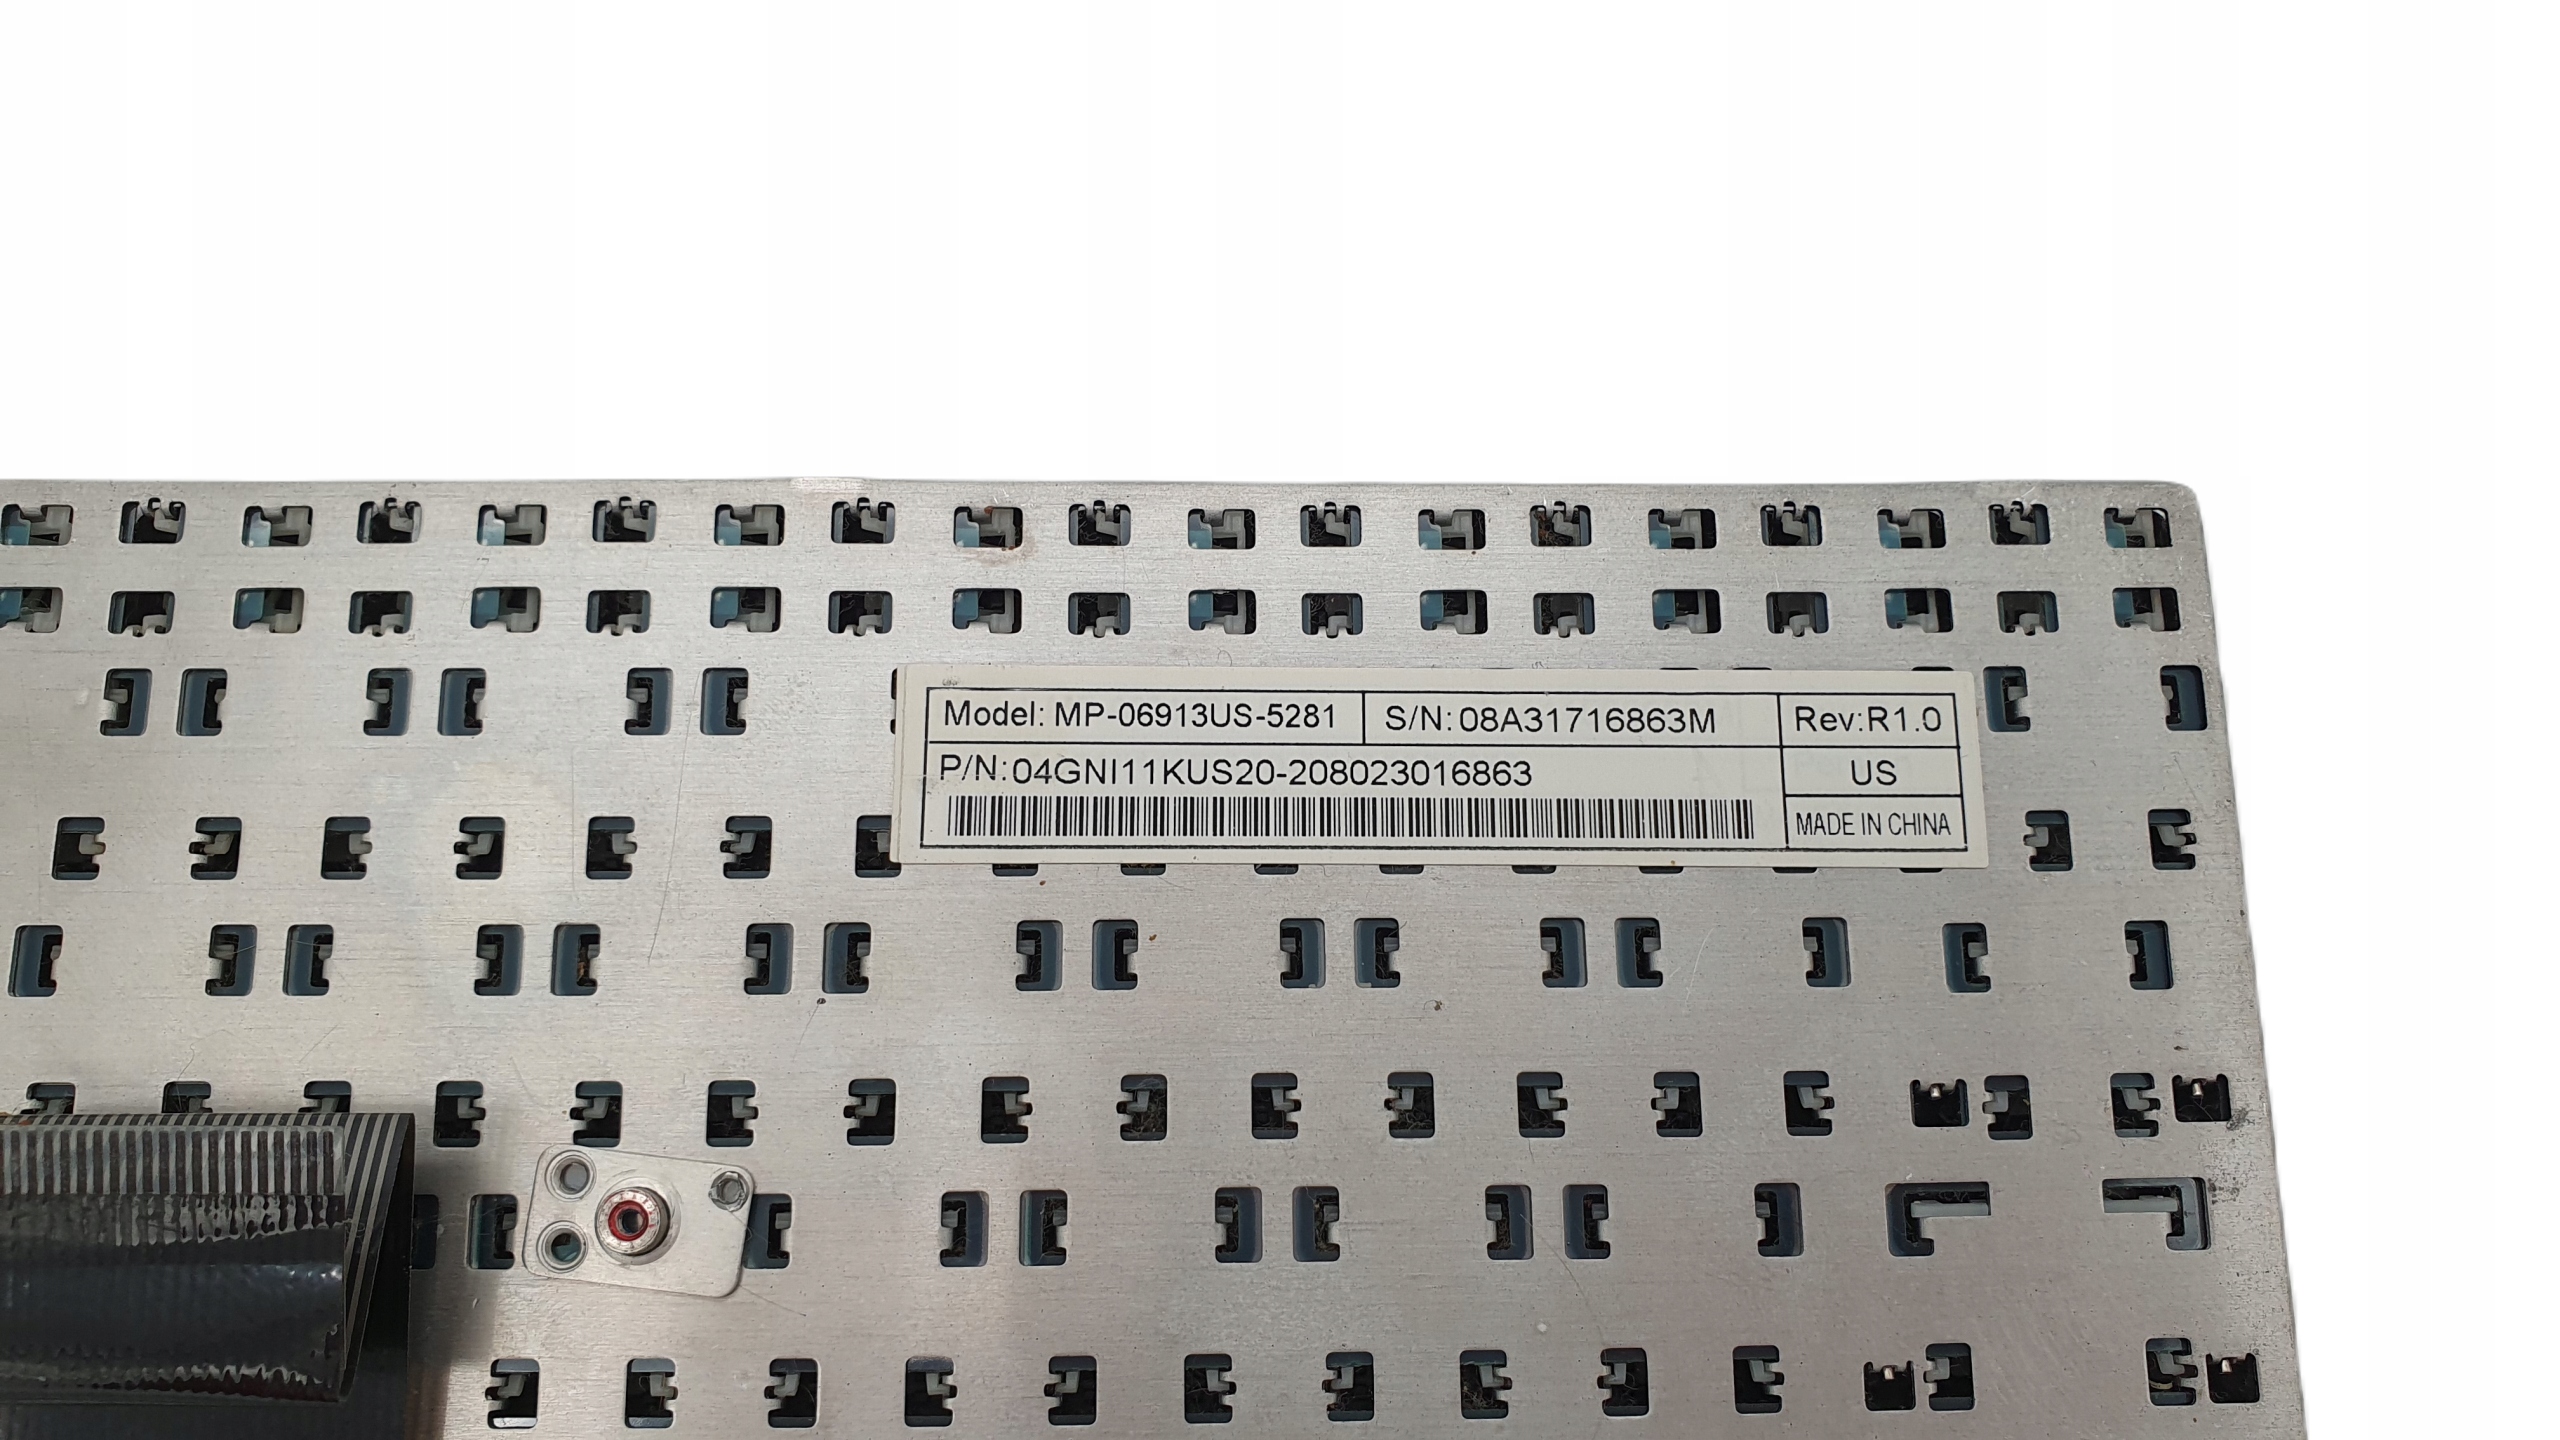 Model: MP-06913US-5281 S/N:08A31716863M Rev:R1.0
P/N:04GNI11KUS20-208023016863 US
MADE IN CHINA